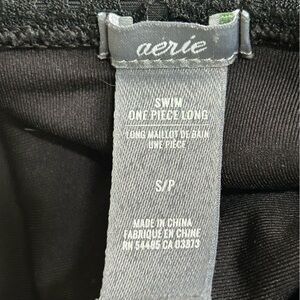 aerie
SWIM
ONE PIECE LONG
LONG MAILLOT DE BAIN
UNE PIÈCE
S/P
MADE IN CHINA
FABRIQUÉ EN CHINE
RN 54485 CA 03873